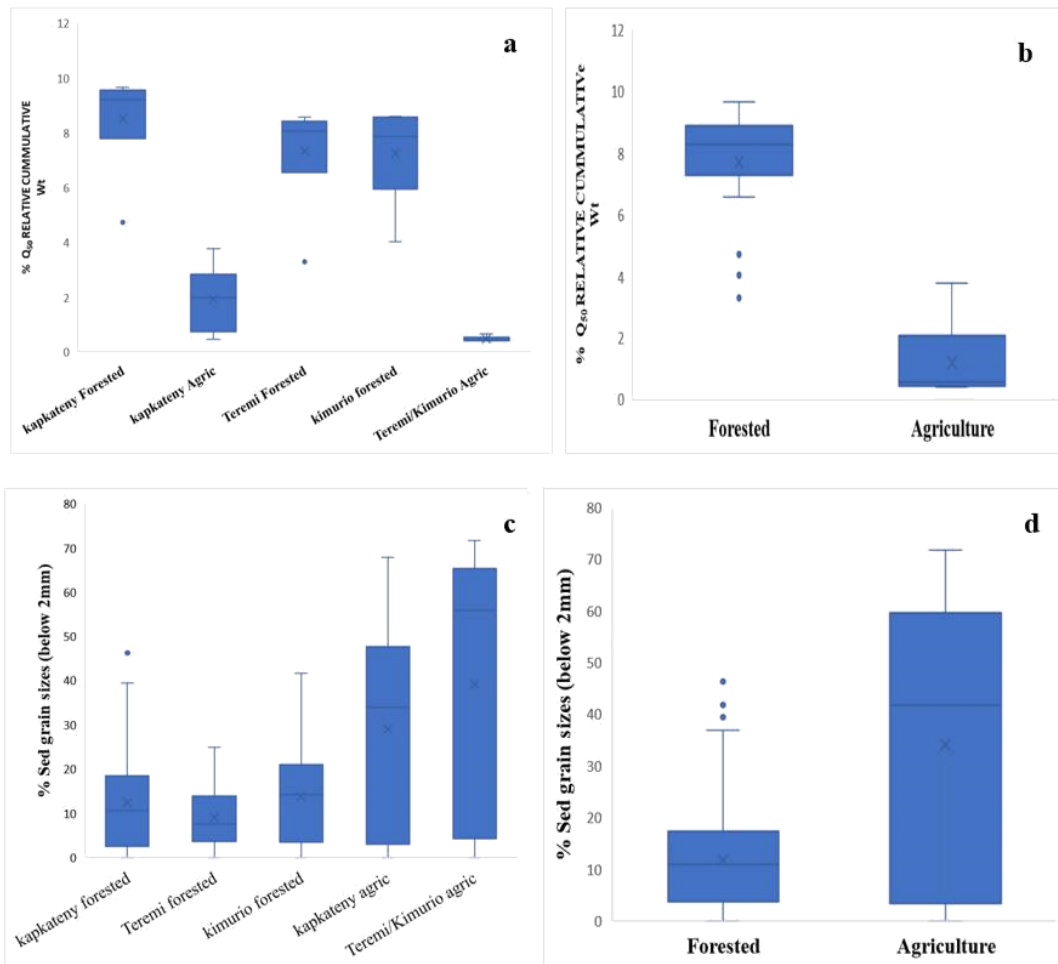 a
% Q50 RELATIVE CUMMULATIVE
Wt
12
10
8
6
4
2
0
kapkateny Forested
kapkateny Agric
Teremi Forested
kimurio forested
Teremi/Kimurio Agric
b
% Q50 RELATIVE CUMMULATIVe
Wt
12
10
8
6
4
2
0
Forested
Agriculture
c
% Sed grain sizes (below 2mm)
80
70
60
50
40
30
20
10
0
kapkateny forested
Teremi forested
kimurio forested
kapkateny agric
Teremi/Kimurio agric
d
% Sed grain sizes (below 2mm)
80
70
60
50
40
30
20
10
0
Forested
Agriculture